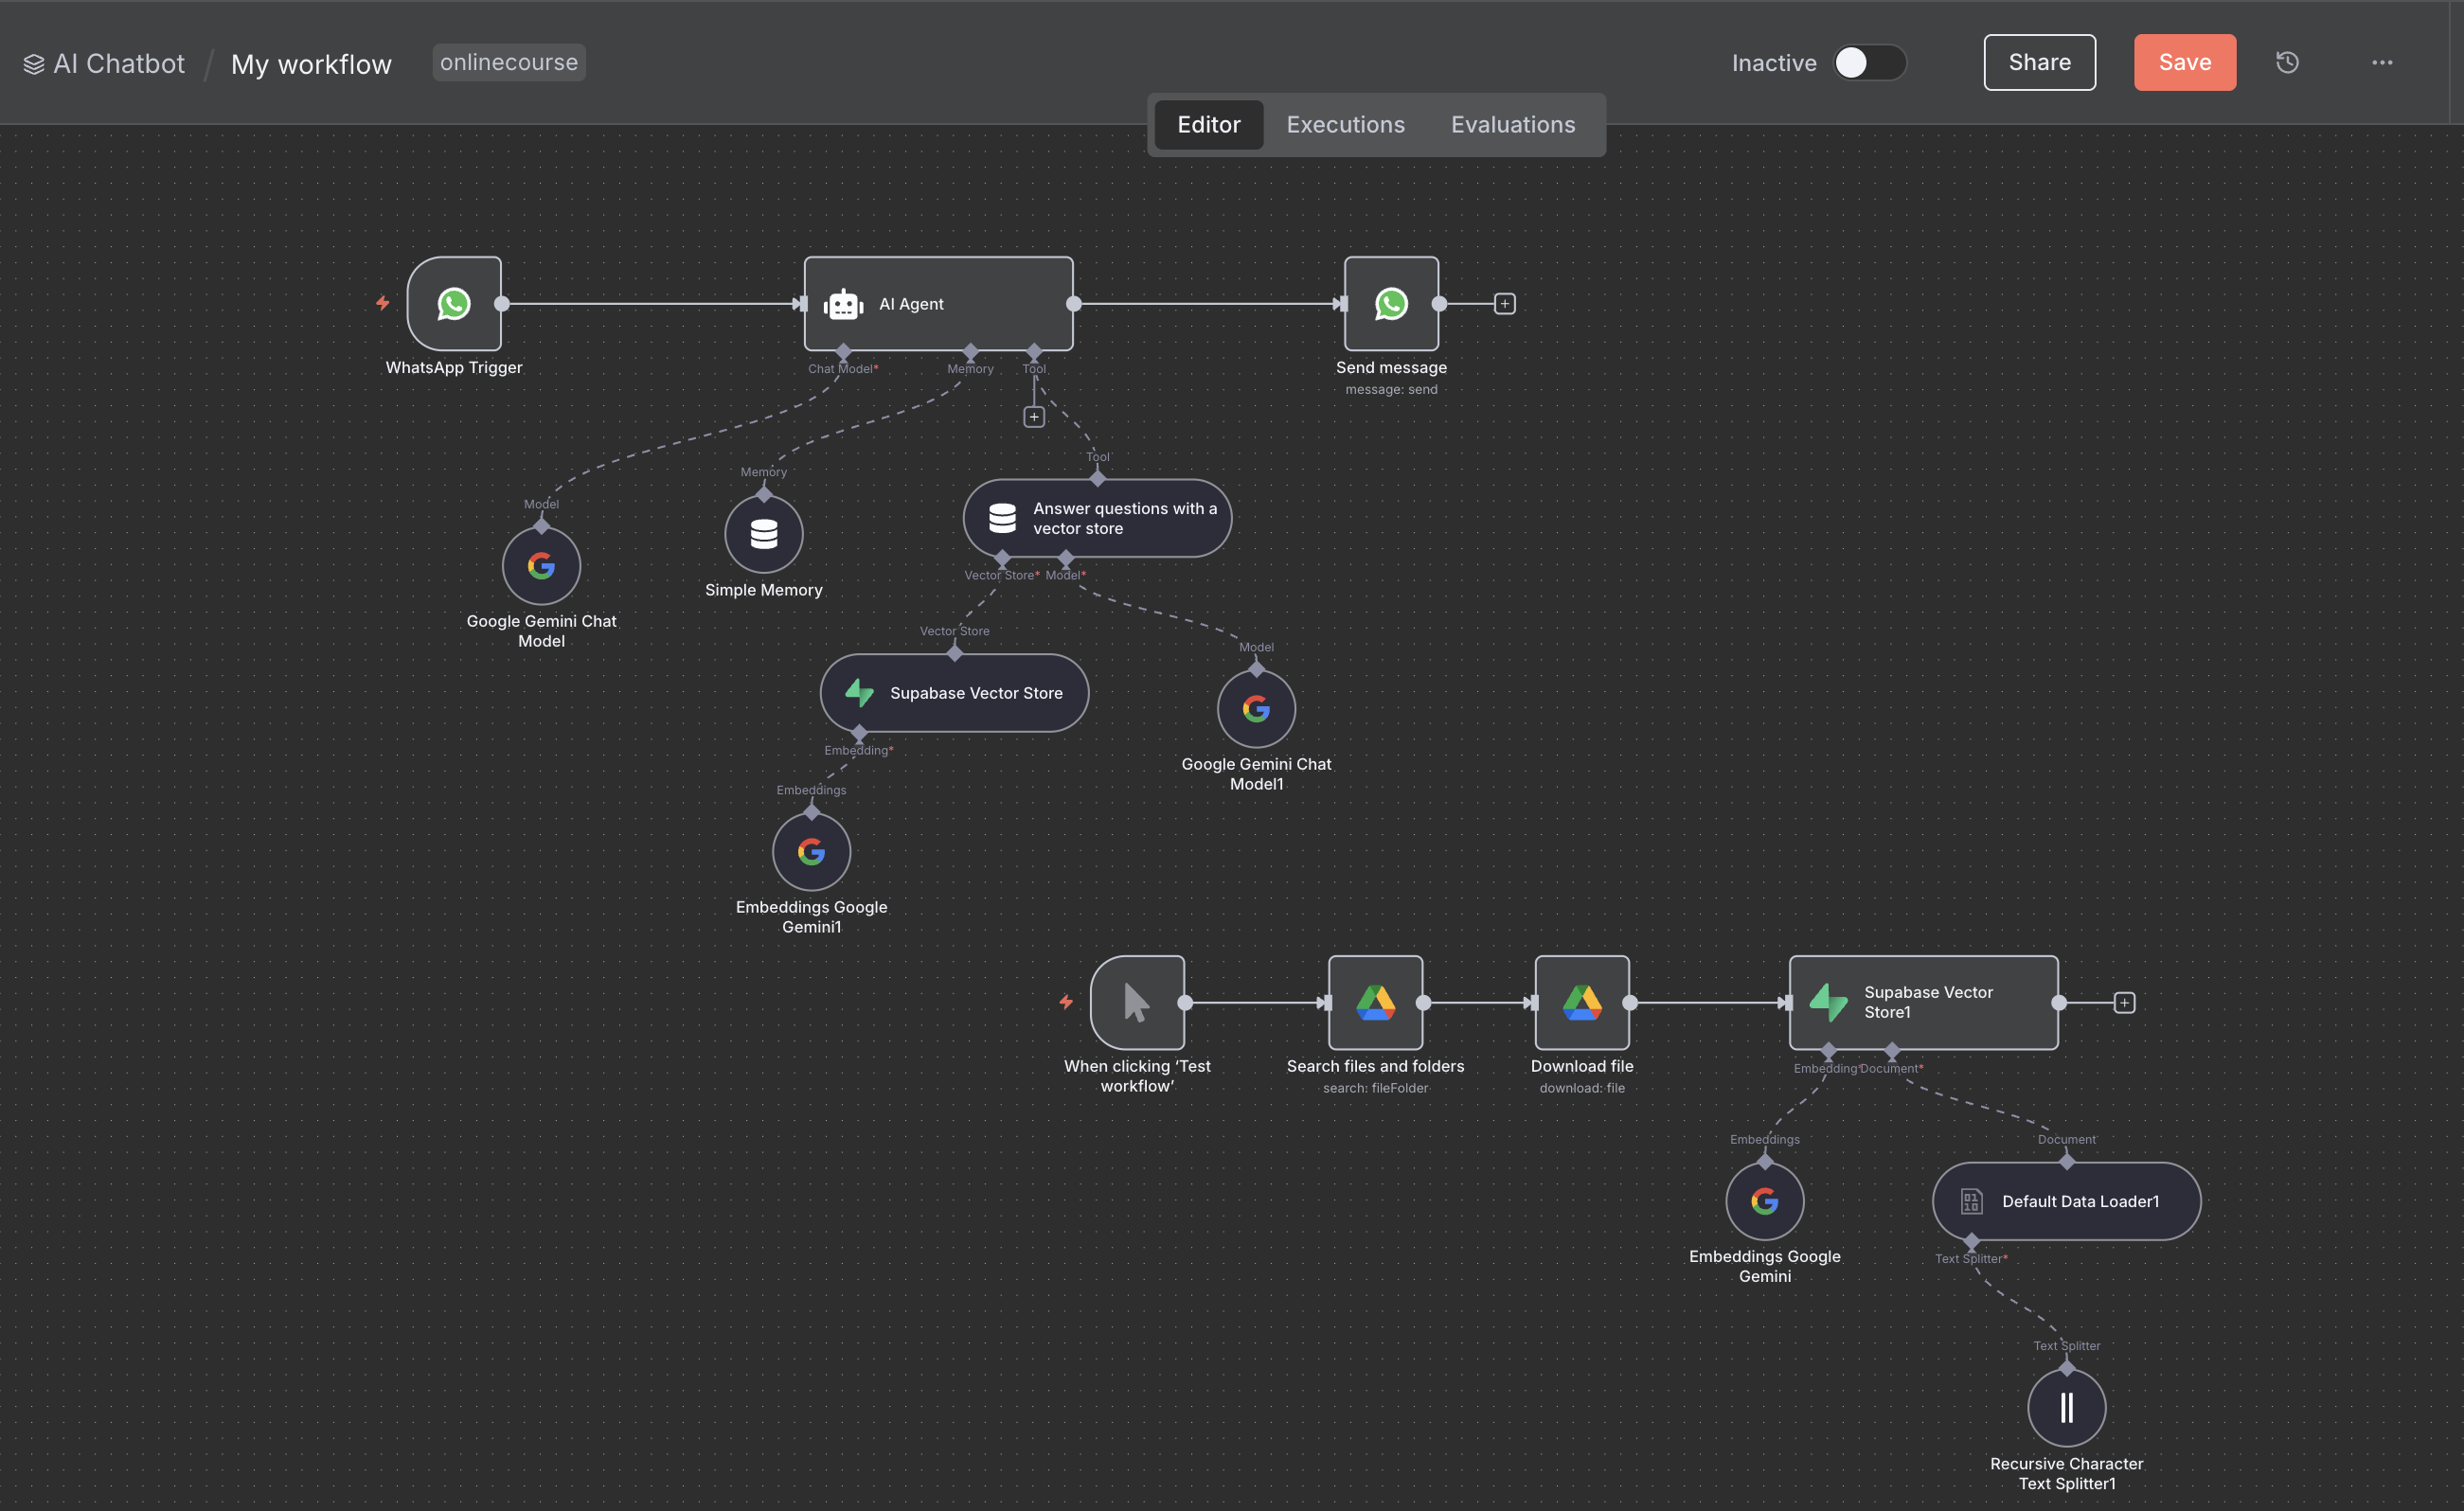 AI Chatbot / My workflow onlinecourse
Inactive Share Save
Editor Executions Evaluations
WhatsApp Trigger
AI Agent
Chat Model* Memory Tool
Send message
message: send
Model
Google Gemini Chat
Model
Memory
Simple Memory
Tool
Answer questions with a
vector store
Vector Store* Model*
Vector Store
Supabase Vector Store
Embedding*
Model
Google Gemini Chat
Model1
Embeddings
Embeddings Google
Gemini1
When clicking ‘Test
workflow’
Search files and folders
search: fileFolder
Download file
download: file
Supabase Vector
Store1
Embedding* Document*
Embeddings
Embeddings Google
Gemini
Document
01
10
Default Data Loader1
Text Splitter*
Text Splitter
Recursive Character
Text Splitter1